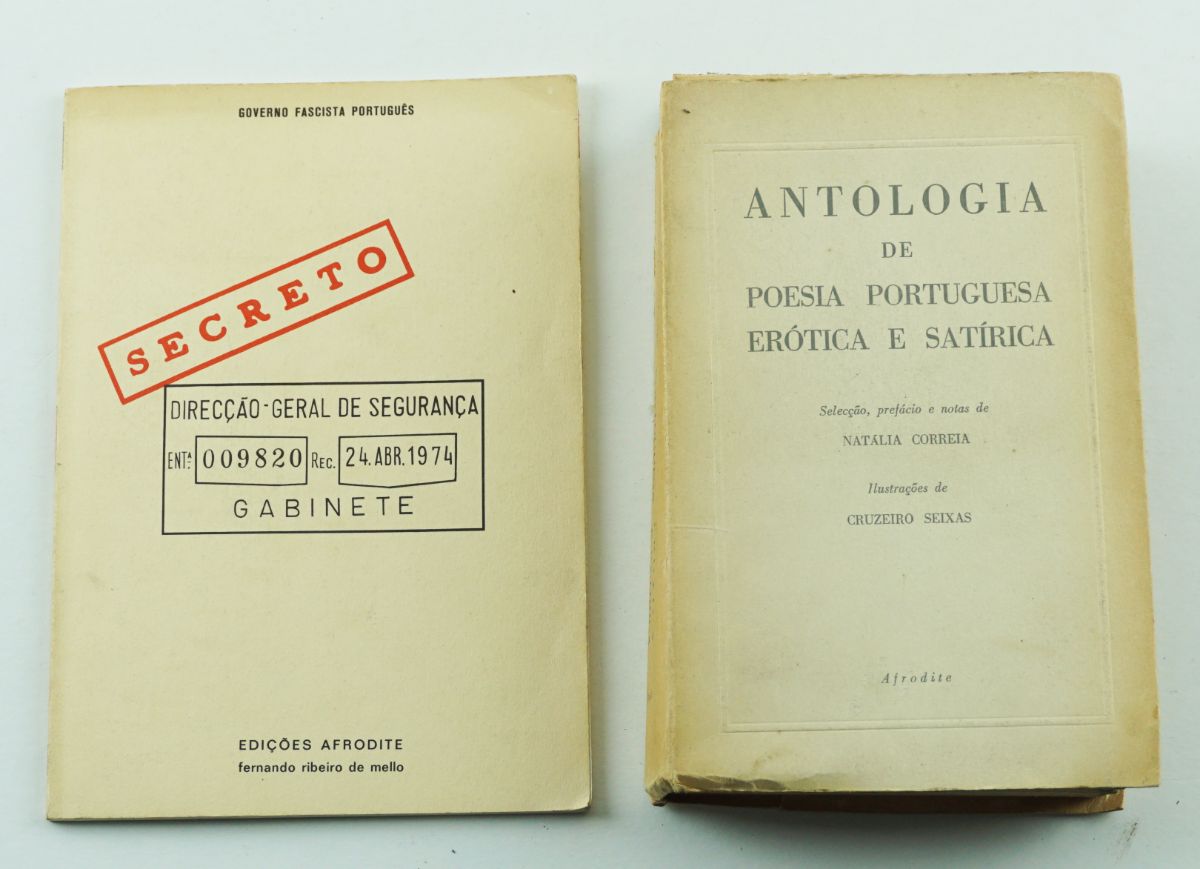 GOVERNO FASCISTA PORTUGUÊS
SECRETO
DIRECÇÃO-GERAL DE SEGURANÇA
ENT.ª 009820 REC. 24. ABR. 1974
GABINETE
EDIÇÕES AFRODITE
fernando ribeiro de mello
ANTOLOGIA
DE
POESIA PORTUGUESA
ERÓTICA E SATÍRICA
Selecção, prefácio e notas de
NATÁLIA CORREIA
Ilustrações de
CRUZEIRO SEIXAS
Afrodite